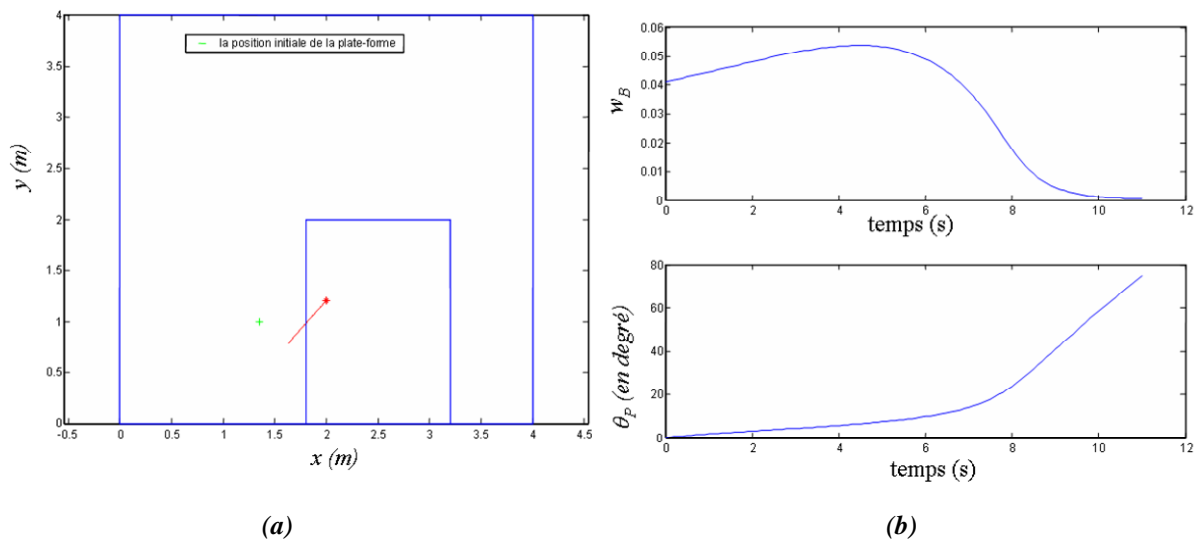 4
3.5
3
2.5
2
1.5
1
0.5
0
y (m)
la position initiale de la plate-forme
-0.5 0 0.5 1 1.5 2 2.5 3 3.5 4 4.5
x (m)
(a)
0.06
0.05
0.04
0.03
0.02
0.01
0
w_B
0 2 4 6 8 10 12
temps (s)
80
60
40
20
0
θ_P (en degré)
0 2 4 6 8 10 12
temps (s)
(b)